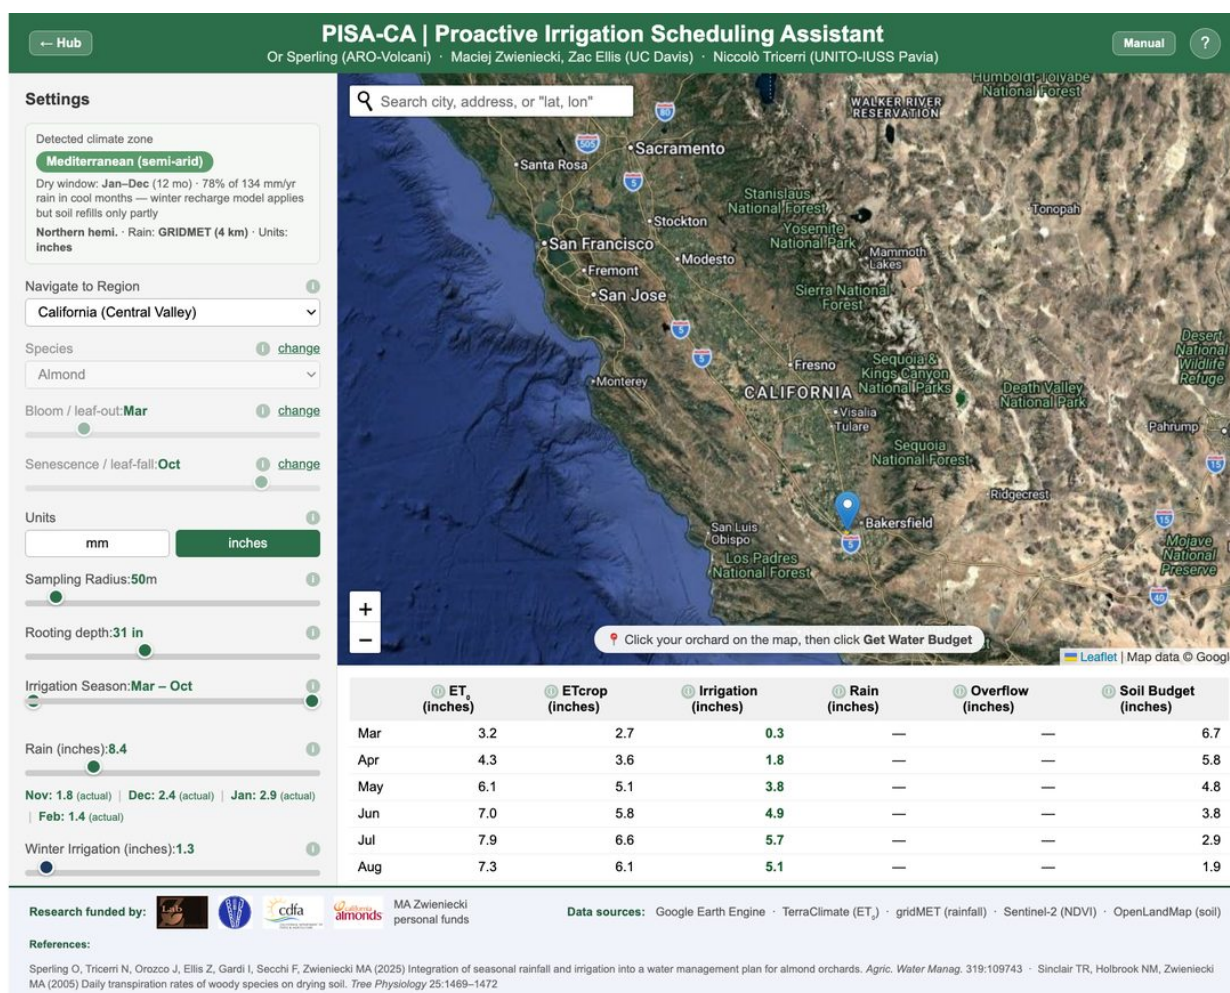 ← Hub
PISA-CA | Proactive Irrigation Scheduling Assistant
Or Sperling (ARO-Volcani) · Maciej Zwieniecki, Zac Ellis (UC Davis) · Niccolò Tricerri (UNITO-IUSS Pavia)
Manual
?
Settings
Detected climate zone
Mediterranean (semi-arid)
Dry window: Jan–Dec (12 mo) · 78% of 134 mm/yr
rain in cool months — winter recharge model applies
but soil refills only partly
Northern hemi. · Rain: GRIDMET (4 km) · Units:
inches
Navigate to Region
California (Central Valley)
Species change
Almond
Bloom / leaf-out:Mar change
Senescence / leaf-fall:Oct change
Units
mm inches
Sampling Radius:50m
Rooting depth:31 in
Irrigation Season:Mar – Oct
Rain (inches):8.4
Nov: 1.8 (actual) | Dec: 2.4 (actual) | Jan: 2.9 (actual)
| Feb: 1.4 (actual)
Winter Irrigation (inches):1.3
Search city, address, or "lat, lon"
Humboldt-Toiyabe
National Forest
WALKER RIVER
RESERVATION
80
505
Sacramento
Santa Rosa
5
Stanislaus
National Forest
Tonopah
Stockton
Yosemite
National Park
San Francisco
Modesto
Mammoth
Lakes
Fremont
San Jose
Sierra National
Forest
5
5
Desert
National
Wildlife
Refuge
Fresno
Sequoia &
Kings Canyon
National Parks
Monterey
CALIFORNIA
Death Valley
National Park
Visalia
Tulare
Pahrump
Sequoia
National Forest
15
Ridgecrest
San Luis
Obispo
Bakersfield
5
15
Mojave
National
Preserve
Los Padres
National Forest
40
+
−
Click your orchard on the map, then click Get Water Budget
Leaflet | Map data © Googl
ET0 (inches) ETcrop (inches) Irrigation (inches) Rain (inches) Overflow (inches) Soil Budget (inches)
Mar 3.2 2.7 0.3 — — 6.7
Apr 4.3 3.6 1.8 — — 5.8
May 6.1 5.1 3.8 — — 4.8
Jun 7.0 5.8 4.9 — — 3.8
Jul 7.9 6.6 5.7 — — 2.9
Aug 7.3 6.1 5.1 — — 1.9
Research funded by:
Lab
cdfa
california
almonds
MA Zwieniecki
personal funds
Data sources: Google Earth Engine · TerraClimate (ET0) · gridMET (rainfall) · Sentinel-2 (NDVI) · OpenLandMap (soil)
References:
Sperling O, Tricerri N, Orozco J, Ellis Z, Gardi I, Secchi F, Zwieniecki MA (2025) Integration of seasonal rainfall and irrigation into a water management plan for almond orchards. Agric. Water Manag. 319:109743 · Sinclair TR, Holbrook NM, Zwieniecki
MA (2005) Daily transpiration rates of woody species on drying soil. Tree Physiology 25:1469–1472